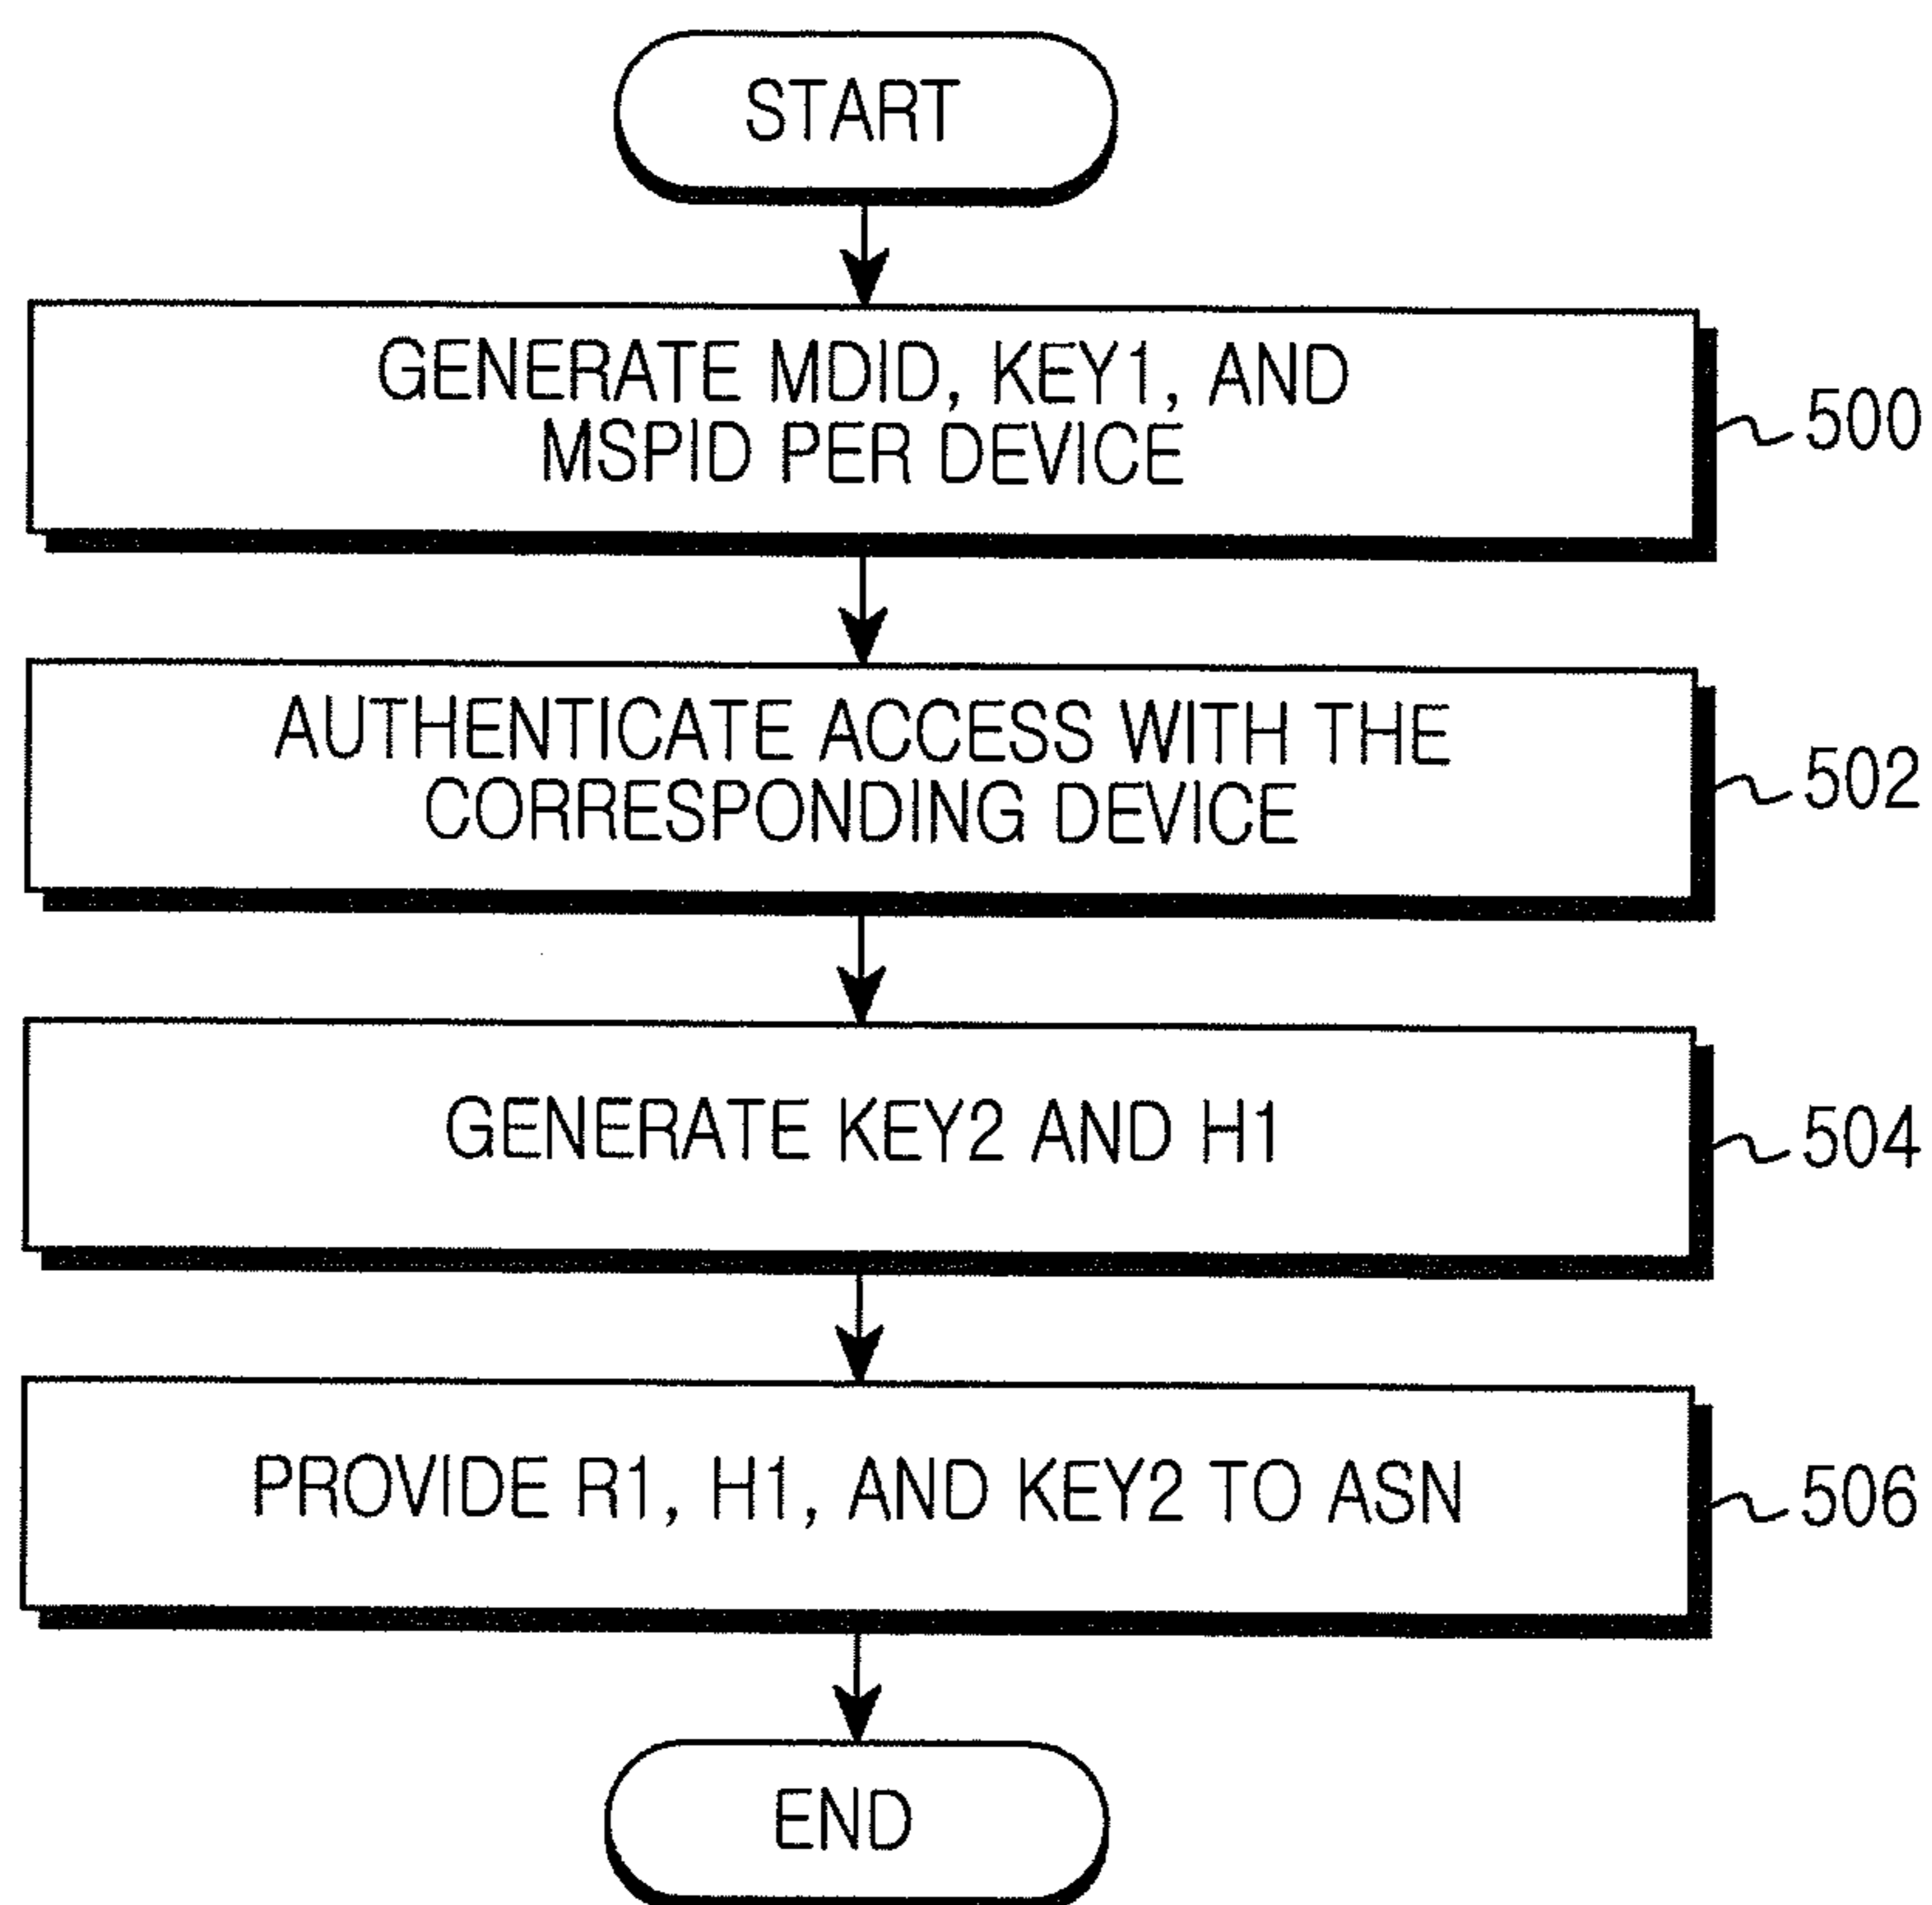 START
GENERATE MDID, KEY1, AND
MSPID PER DEVICE
500
AUTHENTICATE ACCESS WITH THE
CORRESPONDING DEVICE
502
GENERATE KEY2 AND H1
504
PROVIDE R1, H1, AND KEY2 TO ASN
506
END